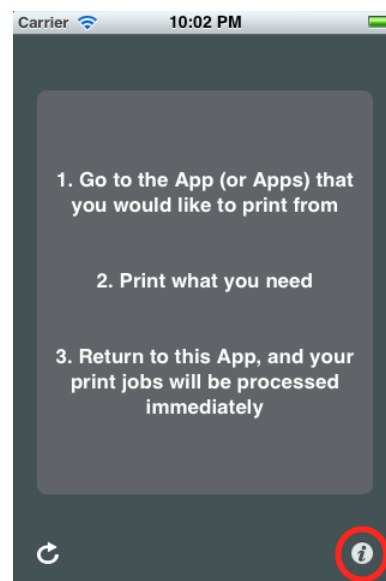 Carrier 10:02 PM
1. Go to the App (or Apps) that
you would like to print from
2. Print what you need
3. Return to this App, and your
print jobs will be processed
immediately
i